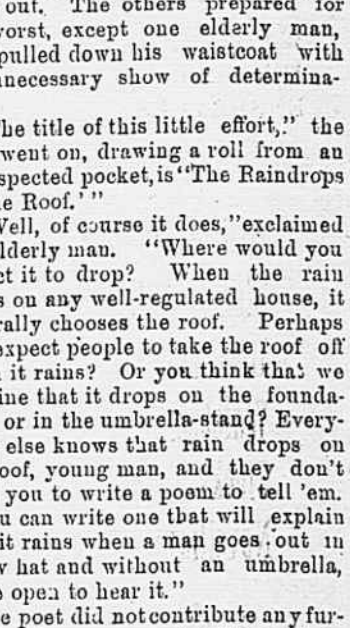 out. The others prepared for
vorst, except one elderly man,
pulled down his waistcoat with
nnecessary show of determina-
he title of this little effort," the
went on, drawing a roll from an
spected pocket, is "The Raindrops
e Roof.'"
Vell, of course it does," exclaimed
lderly man. "Where would you
ct it to drop? When the rain
s on any well-regulated house, it
rally chooses the roof. Perhaps
expect people to take the roof off
it rains? Or you think that we
ine that it drops on the founda-
or in the umbrella-stand? Every-
else knows that rain drops on
oof, young man, and they don't
you to write a poem to tell 'em.
u can write one that will explain
it rains when a man goes out in
w hat and without an umbrella,
e open to hear it."
e poet did not contribute any fur-